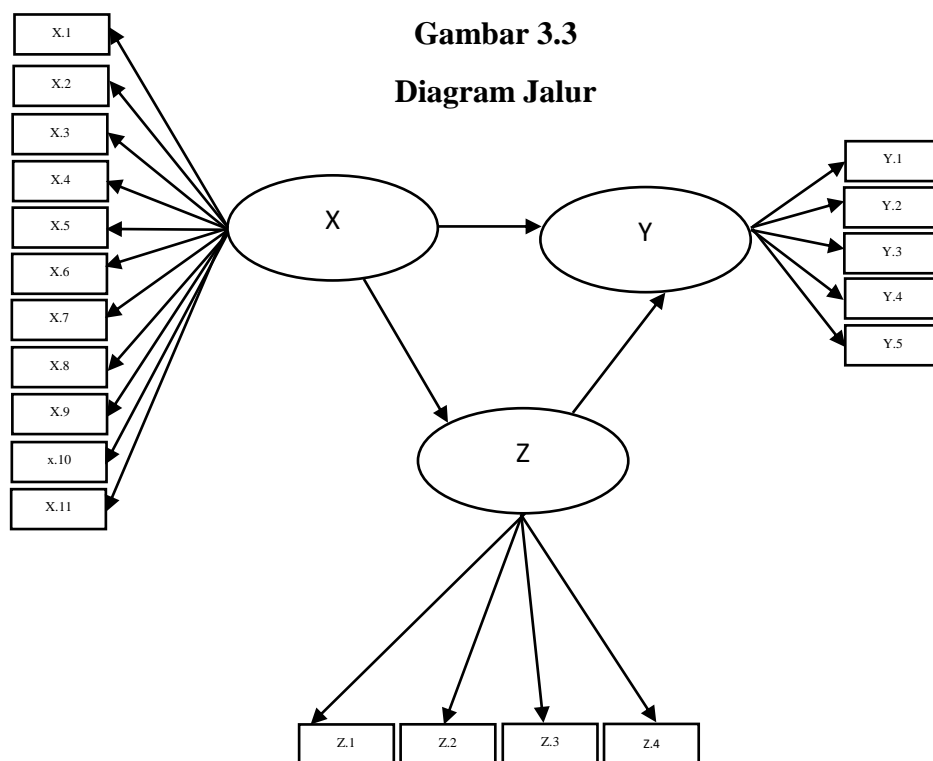 Gambar 3.3
Diagram Jalur
X.1
X.2
X.3
X.4
X.5
X.6
X.7
X.8
X.9
x.10
X.11
X
Y
Z
Y.1
Y.2
Y.3
Y.4
Y.5
Z.1
Z.2
Z.3
Z.4